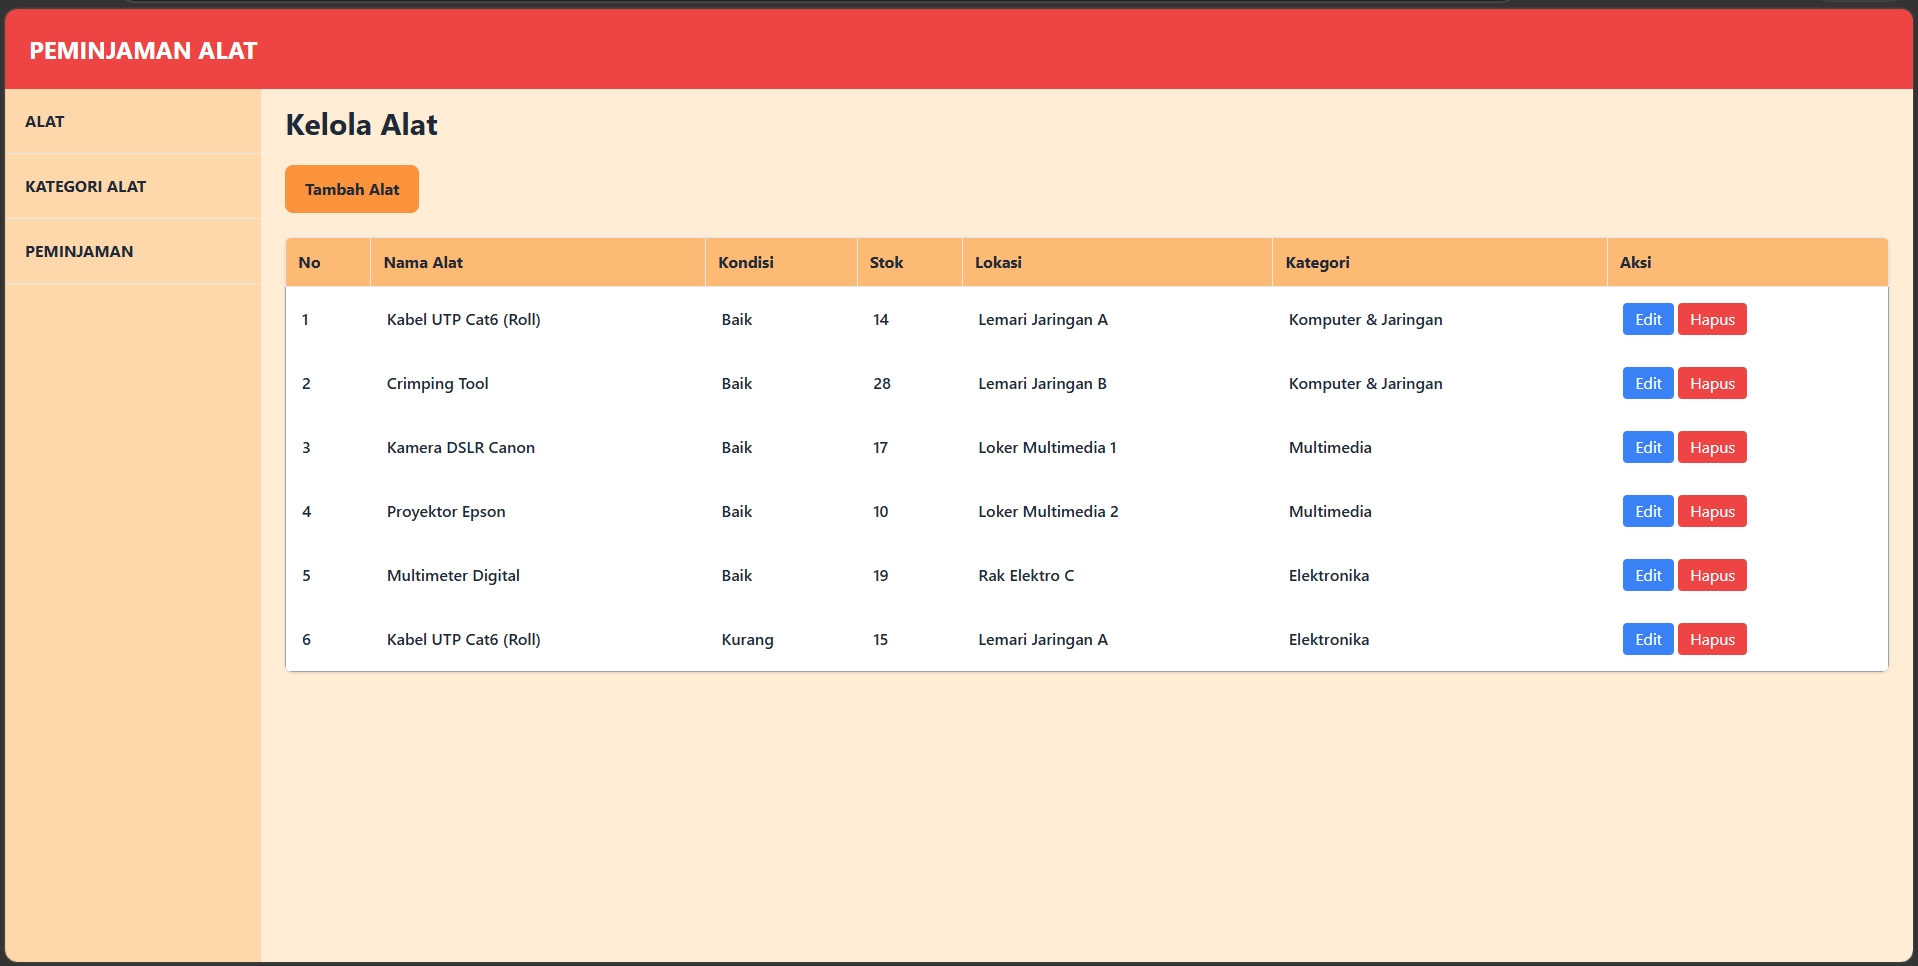 PEMINJAMAN ALAT
ALAT
KATEGORI ALAT
PEMINJAMAN
Kelola Alat
Tambah Alat
No Nama Alat Kondisi Stok Lokasi Kategori Aksi
1 Kabel UTP Cat6 (Roll) Baik 14 Lemari Jaringan A Komputer & Jaringan Edit Hapus
2 Crimping Tool Baik 28 Lemari Jaringan B Komputer & Jaringan Edit Hapus
3 Kamera DSLR Canon Baik 17 Loker Multimedia 1 Multimedia Edit Hapus
4 Proyektor Epson Baik 10 Loker Multimedia 2 Multimedia Edit Hapus
5 Multimeter Digital Baik 19 Rak Elektro C Elektronika Edit Hapus
6 Kabel UTP Cat6 (Roll) Kurang 15 Lemari Jaringan A Elektronika Edit Hapus